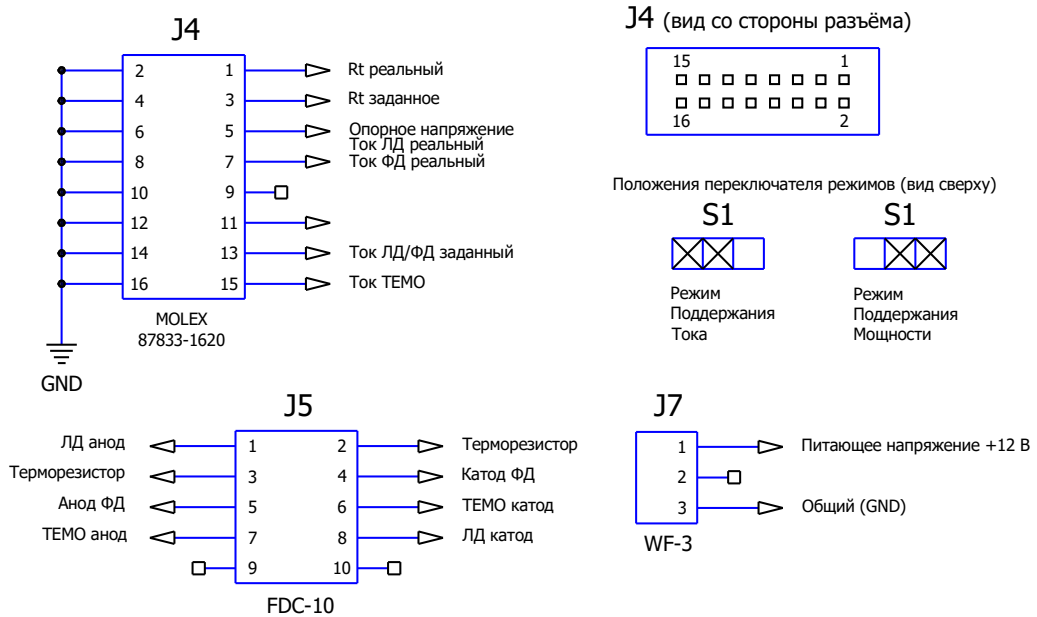 J4
2 1 Rt реальный
4 3 Rt заданное
6 5 Опорное напряжение
Ток ЛД реальный
8 7 Ток ФД реальный
10 9
12 11
14 13 Ток ЛД/ФД заданный
16 15 Ток ТЕМО
MOLEX
87833-1620
GND
J4 (вид со стороны разъёма)
15 1
16 2
Положения переключателя режимов (вид сверху)
S1 S1
Режим
Поддержания
Тока
Режим
Поддержания
Мощности
J5
ЛД анод 1 2 Терморезистор
Терморезистор 3 4 Катод ФД
Анод ФД 5 6 ТЕМО катод
ТЕМО анод 7 8 ЛД катод
9 10
FDC-10
J7
1 Питающее напряжение +12 В
2
3 Общий (GND)
WF-3